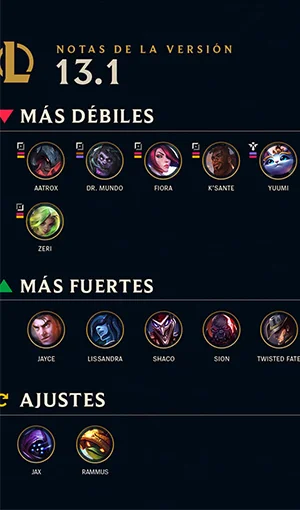 NOTAS DE LA VERSIÓN
13.1
MÁS DÉBILES
AATROX DR. MUNDO FIORA K'SANTE YUUMI
ZERI
MÁS FUERTES
JAYCE LISSANDRA SHACO SION TWISTED FATE
AJUSTES
JAX RAMMUS